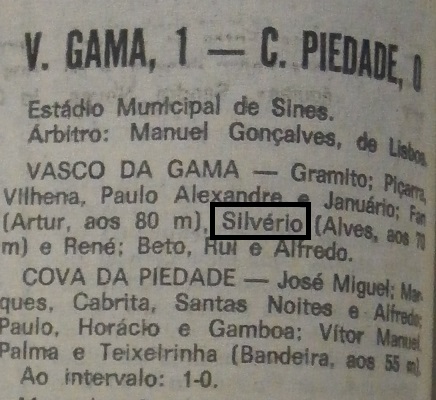 V. GAMA, 1 — C. PIEDADE, 0
Estádio Municipal de Sines.
Árbitro: Manuel Gonçalves, de Lisboa.
VASCO DA GAMA — Gramito; Piçarra,
Vilhena, Paulo Alexandre e Januário; Fan
(Artur, aos 80 m), Silvério (Alves, aos 70
m) e René; Beto, Rui e Alfredo.
COVA DA PIEDADE — José Miguel; Mar-
ques, Cabrita, Santas Noites e Alfredo;
Paulo, Horácio e Gamboa; Vítor Manuel,
Palma e Teixeirinha (Bandeira, aos 55 m).
Ao intervalo: 1-0.